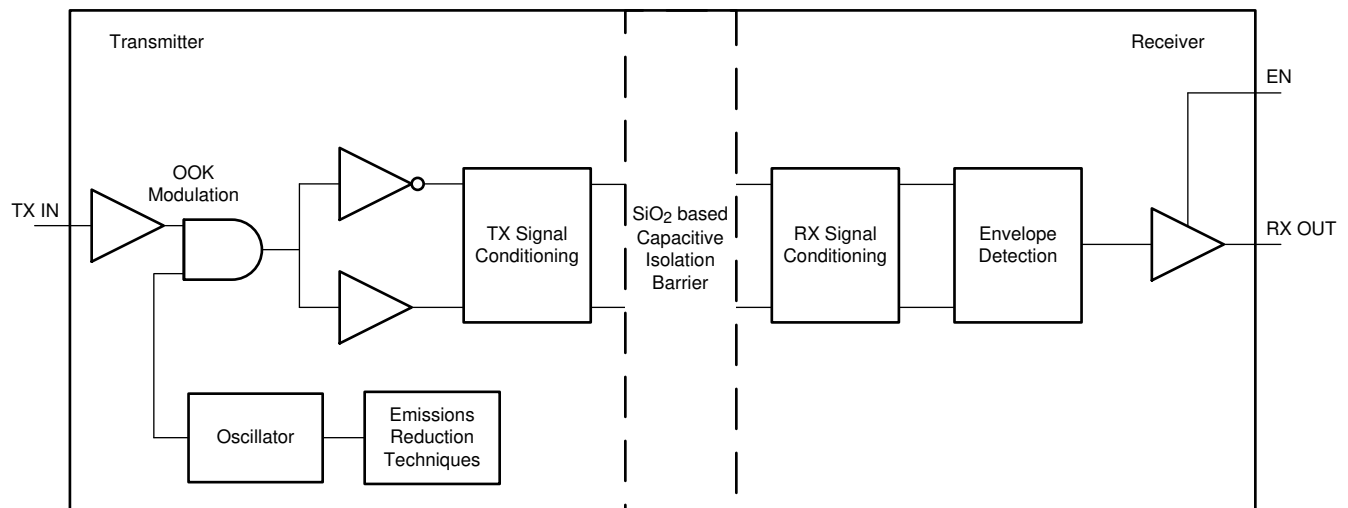 Transmitter
Receiver
EN
OOK
Modulation
TX IN
TX Signal
Conditioning
SiO2 based
Capacitive
Isolation
Barrier
RX Signal
Conditioning
Envelope
Detection
RX OUT
Oscillator
Emissions
Reduction
Techniques